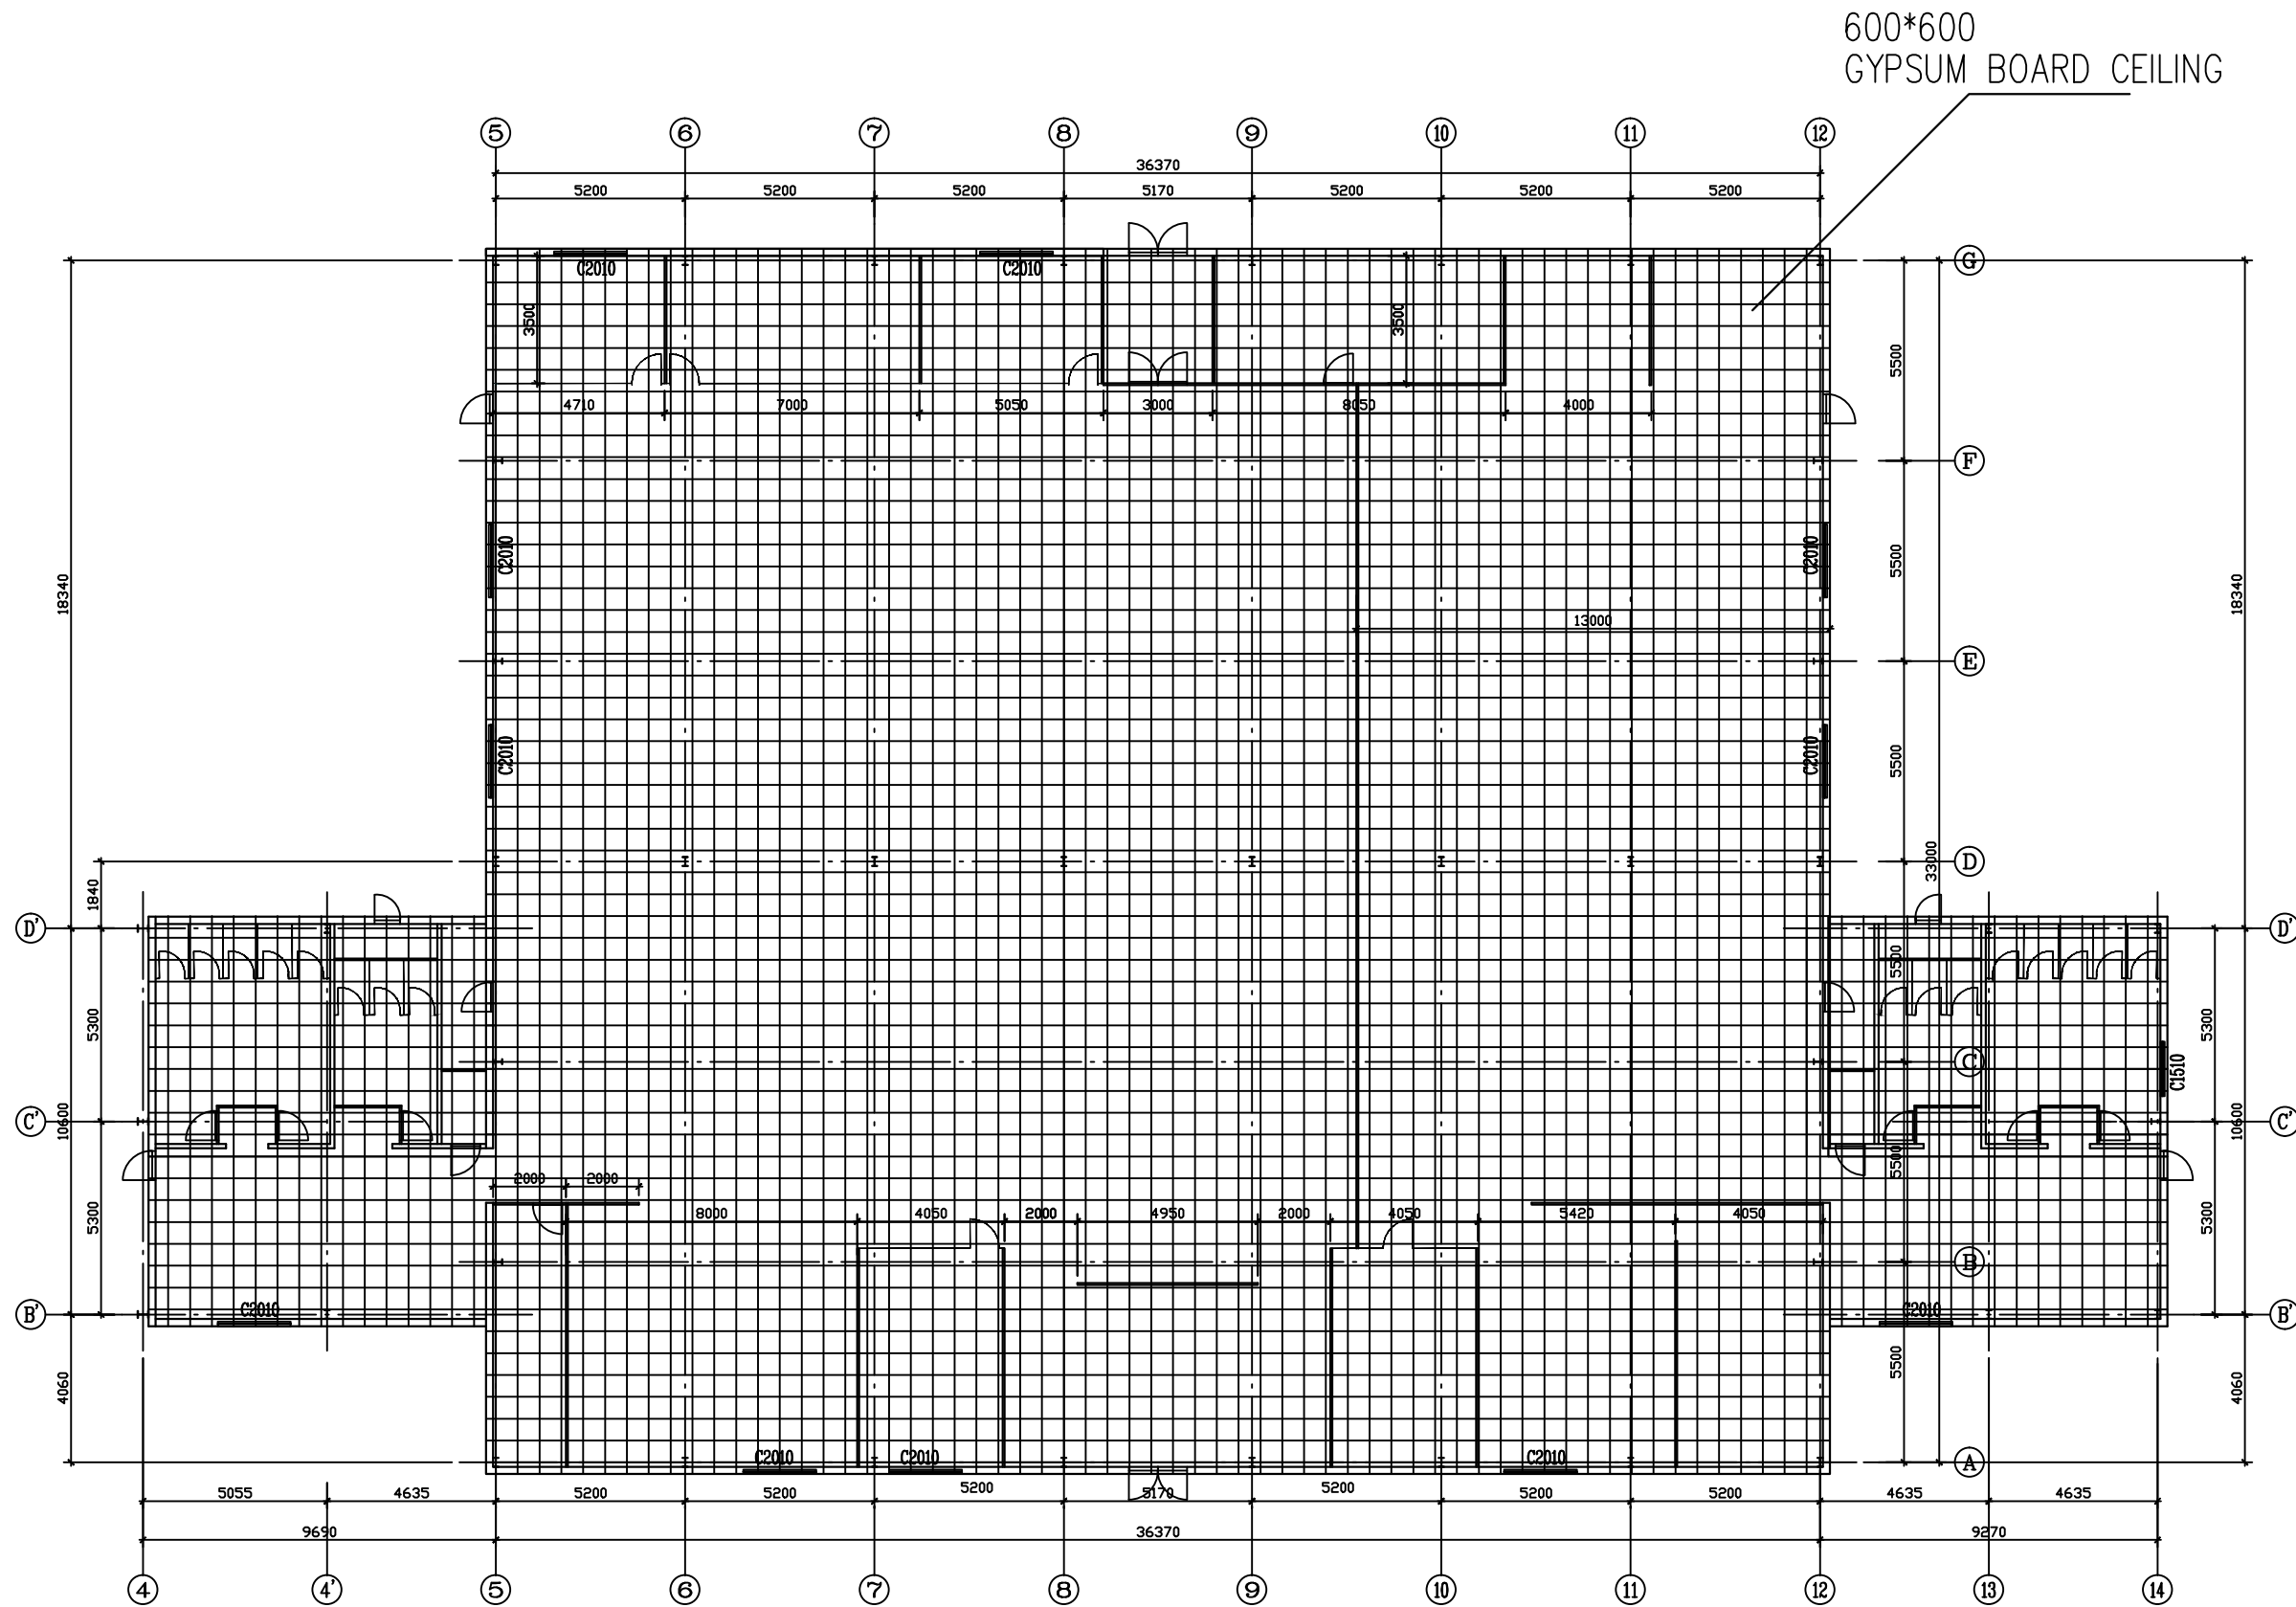 600*600
GYPSUM BOARD CEILING
5 6 7 8 9 10 11 12
36370
5200 5200 5200 5170 5200 5200 5200
C2010 C2010
G
3500 3500
5500
4710 7000 5050 3000 8050 4000
F
C2010 C2010
5500
18340 18340
13000
E
C2010 C2010
5500
D
1840
33000
D' D'
5500
5300 5300
C
C1510
C' 10600 10600 C'
5500
2000 2000
8000 4050 2000 4950 2000 4050 5420 4050
5300 5300
B
B' C2010 C2010 B'
5500
4060 4060
C2010 C2010 C2010
A
5055 4635 5200 5200 5200 5170 5200 5200 5200 4635 4635
9690 36370 9270
4 4' 5 6 7 8 9 10 11 12 13 14